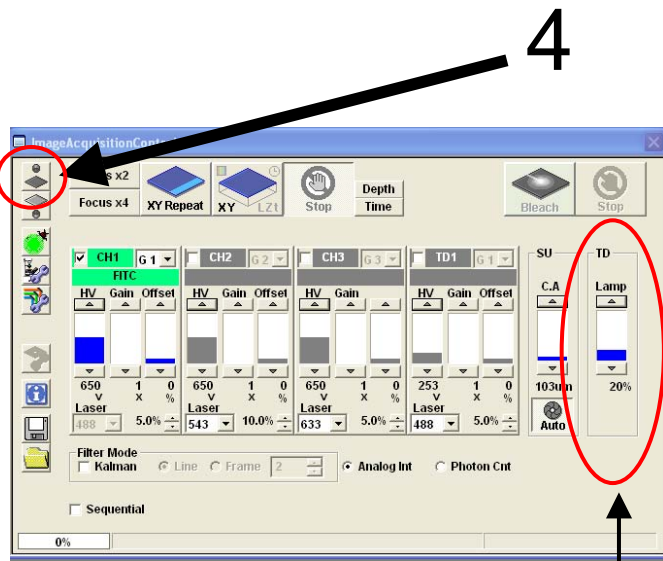 4
ImageAcquisitionCont
x2
Focus x4
XY Repeat
XY
LZt
Stop
Depth
Time
Bleach
Stop
CH1 G 1
CH2 G 2
CH3 G 3
TD1 G 1
SU
TD
FITC
HV Gain Offset
HV Gain Offset
HV Gain
HV Gain Offset
C.A
Lamp
650 1 0
650 1 0
650 1 0
253 1 0
103um
20%
V X %
V X %
V X %
V X %
Laser
Laser
Laser
Laser
488 5.0%
543 10.0%
633 5.0%
488 5.0%
Auto
Filter Mode
Kalman Line Frame 2 Analog Int Photon Cnt
Sequential
0%